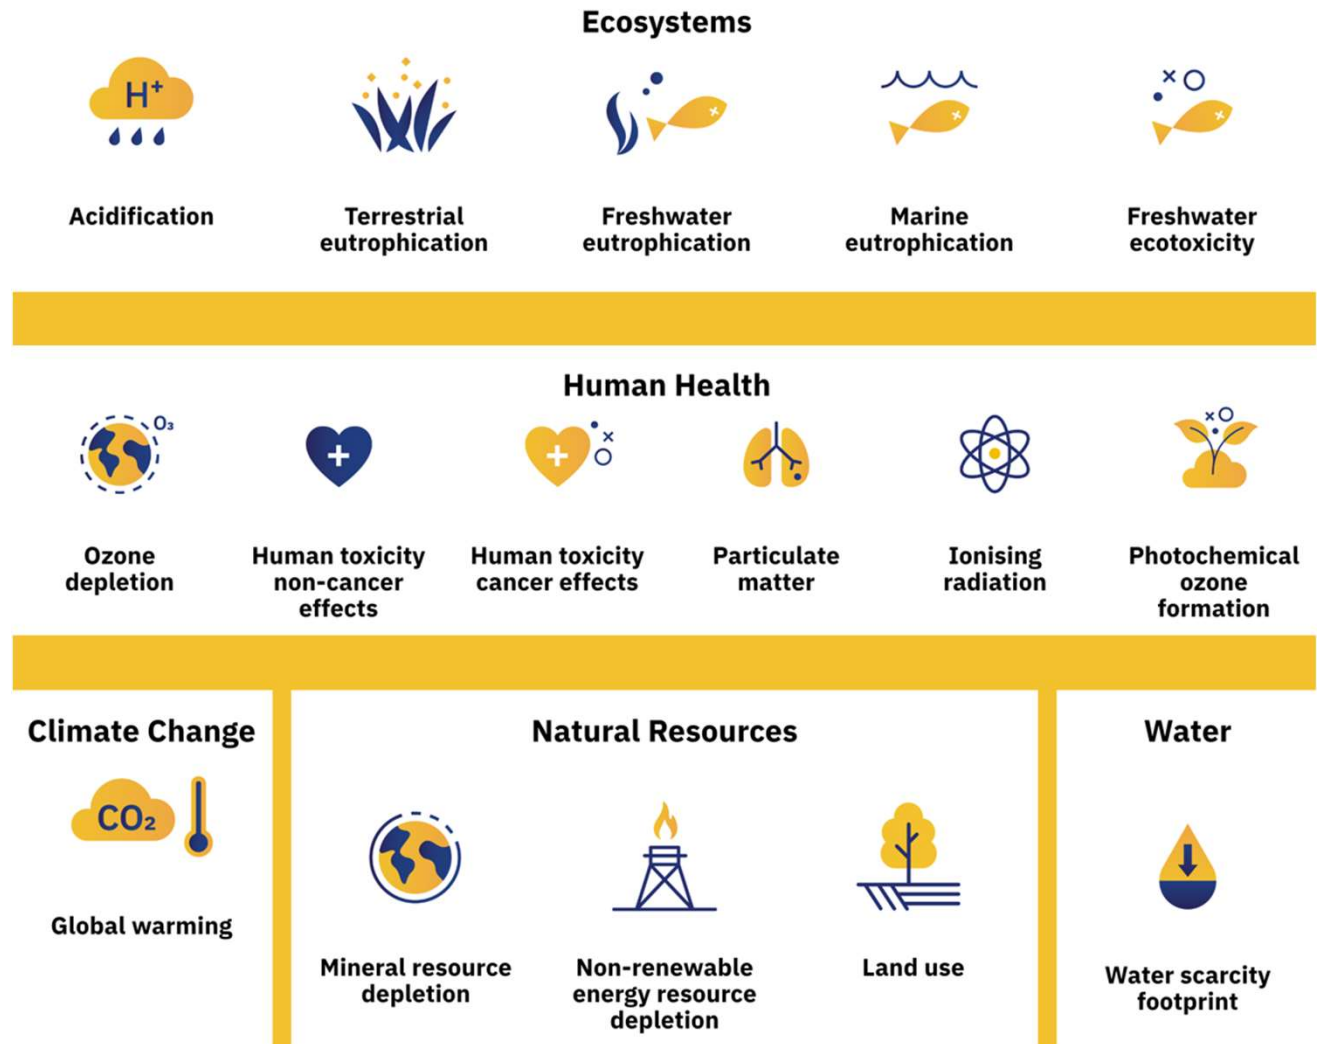 Ecosystems
H⁺
Acidification
Terrestrial
eutrophication
Freshwater
eutrophication
Marine
eutrophication
Freshwater
ecotoxicity
Human Health
O₃
Ozone
depletion
Human toxicity
non-cancer
effects
Human toxicity
cancer effects
Particulate
matter
Ionising
radiation
Photochemical
ozone
formation
Climate Change
CO₂
Global warming
Natural Resources
Mineral resource
depletion
Non-renewable
energy resource
depletion
Land use
Water
Water scarcity
footprint